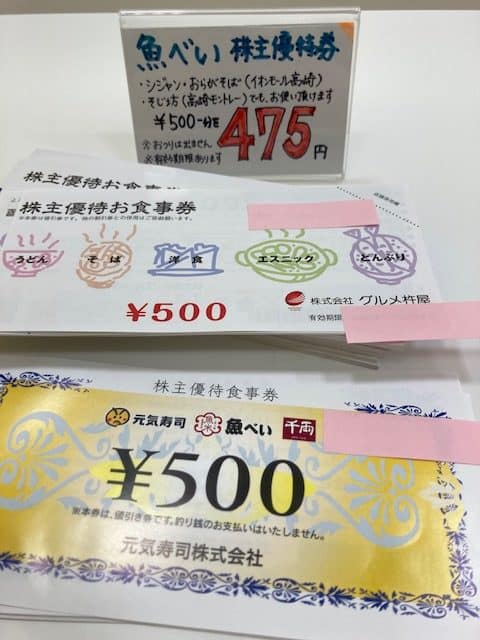 魚べい 株主優待券
・シジャン・おらがそば(イオンモール高崎)
・そじ坊(高崎モントレー)でも、お使い頂けます
¥500一分を 475円
※おつりは出ません
※有効期限あります
株主優待お食事券
株主優待お食事券
うどん そば 洋食 エスニック どんぶり
¥500
株式会社 グルメ杵屋
有効期限
株主優待食事券
元気寿司 魚べい 千両
¥500
※本券は、値引き券です。釣り銭のお支払いはいたしません。
元気寿司株式会社